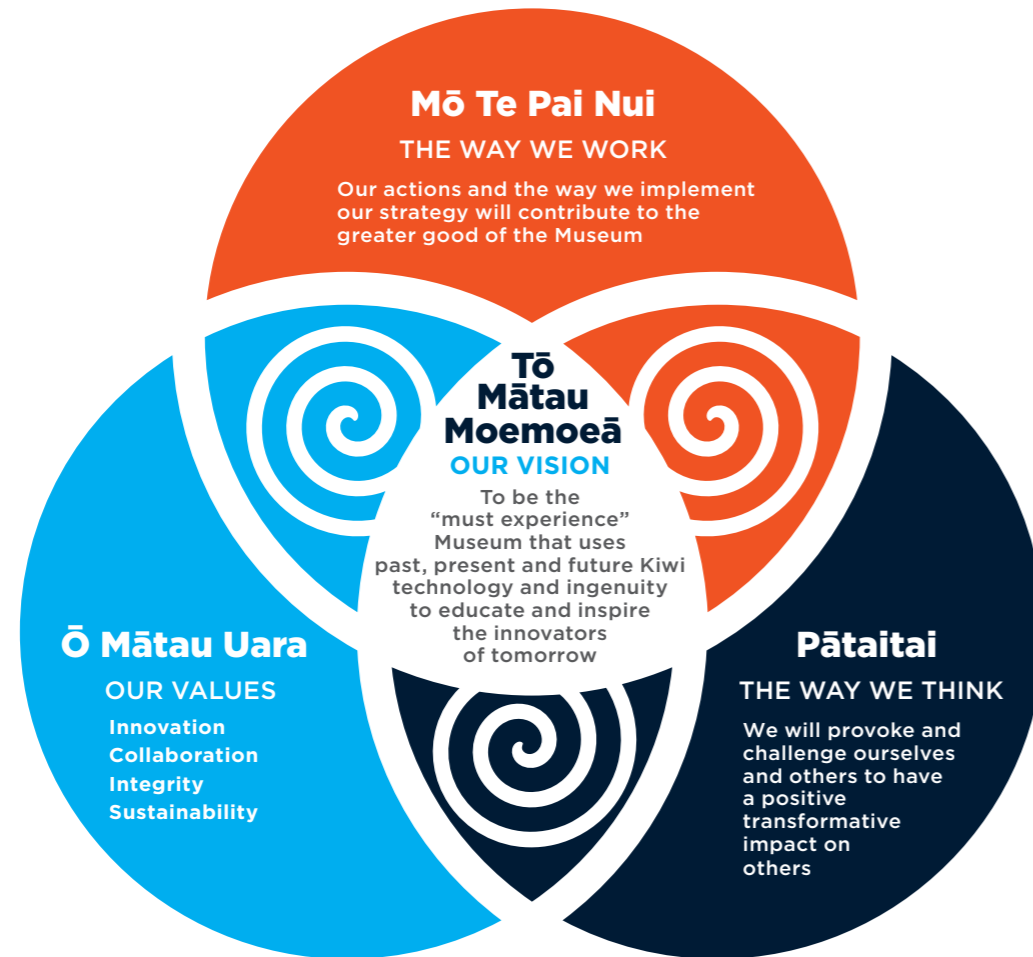 Mō Te Pai Nui
THE WAY WE WORK
Our actions and the way we implement
our strategy will contribute to the
greater good of the Museum
Tō
Mātau
Moemoeā
OUR VISION
To be the
“must experience”
Museum that uses
past, present and future Kiwi
technology and ingenuity
to educate and inspire
the innovators
of tomorrow
Ō Mātau Uara
OUR VALUES
Innovation
Collaboration
Integrity
Sustainability
Pātaitai
THE WAY WE THINK
We will provoke and
challenge ourselves
and others to have
a positive
transformative
impact on
others